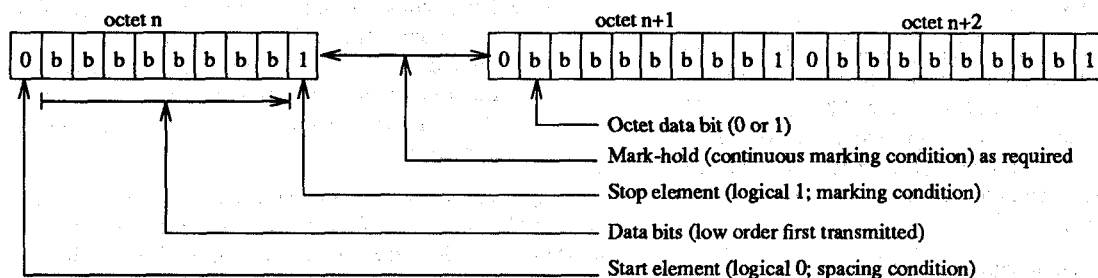 octet n octet n+1 octet n+2
0 b b b b b b b b 1 0 b b b b b b b b 1 0 b b b b b b b b 1
Octet data bit (0 or 1)
Mark-hold (continuous marking condition) as required
Stop element (logical 1; marking condition)
Data bits (low order first transmitted)
Start element (logical 0; spacing condition)